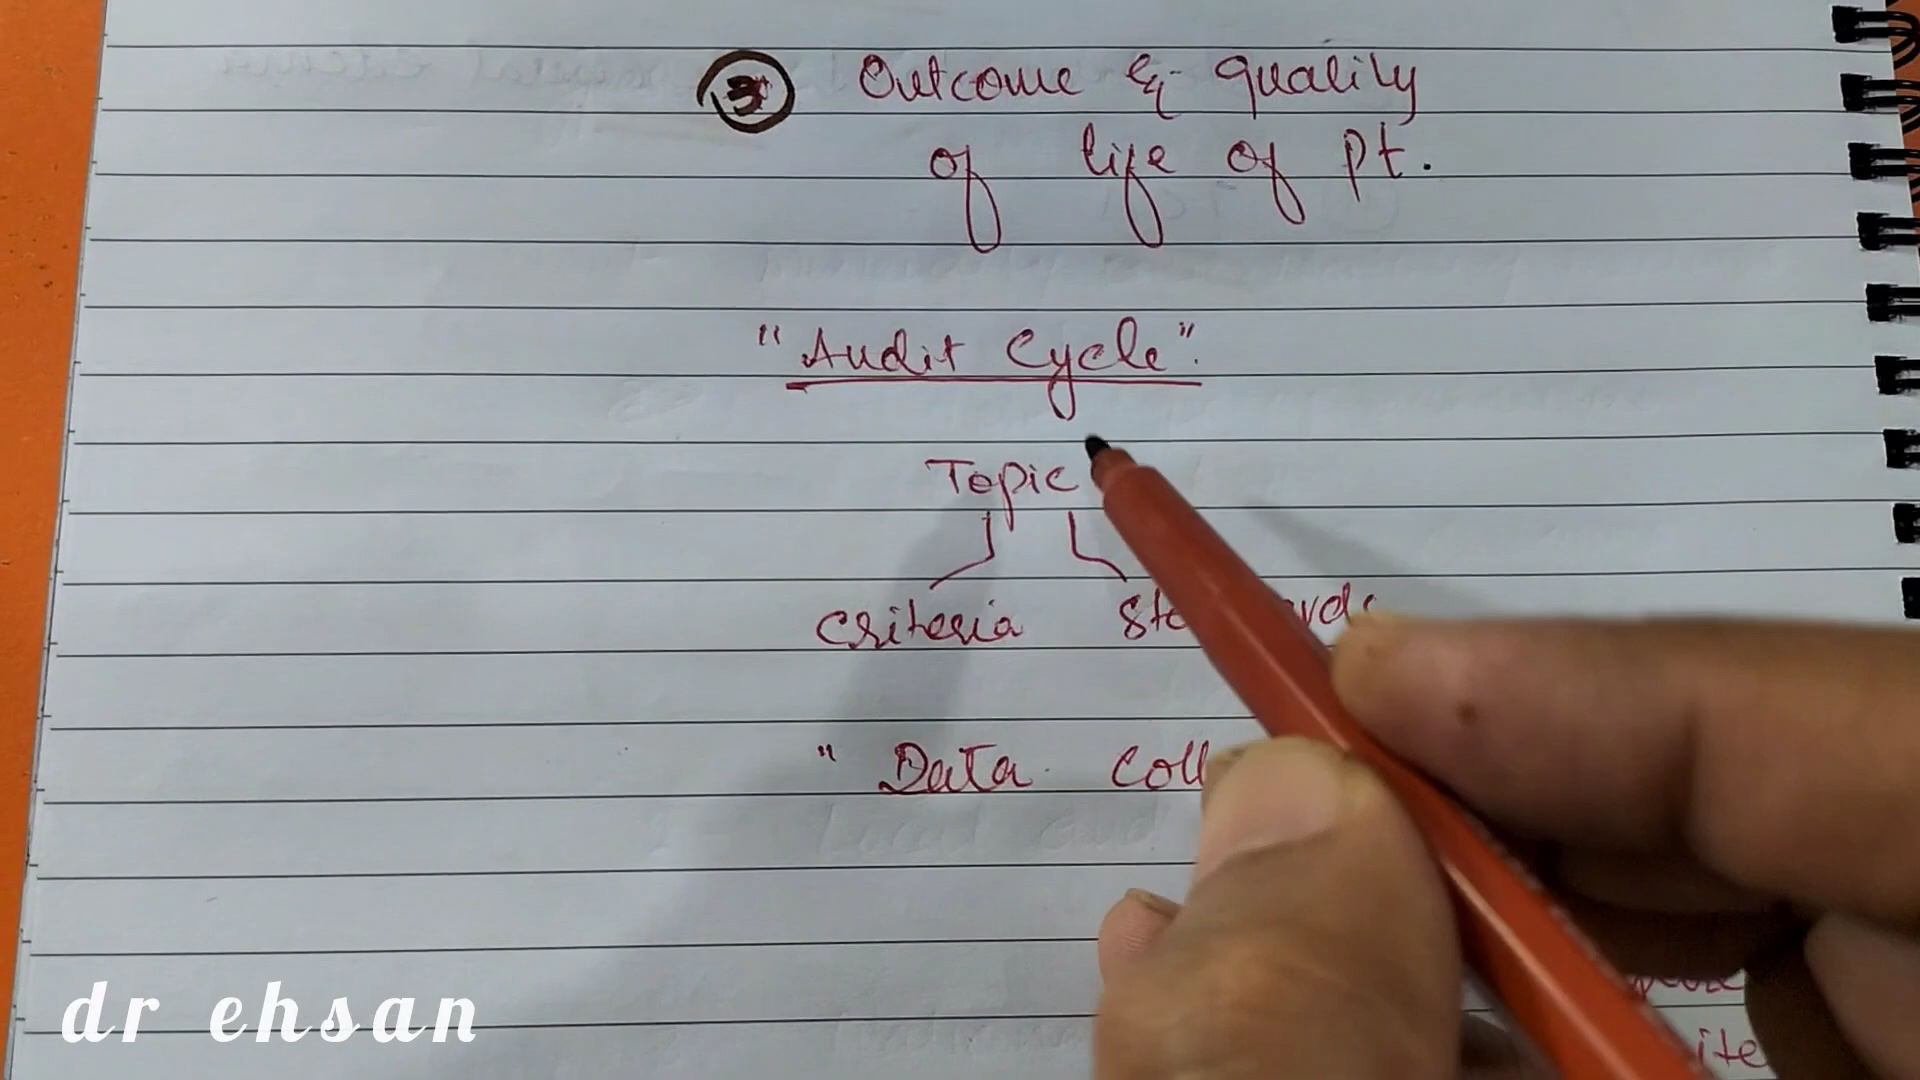 3 Outcome & quality
of life of pt.
"Audit Cycle".
Topic
Criteria
"Data
dr ehsan